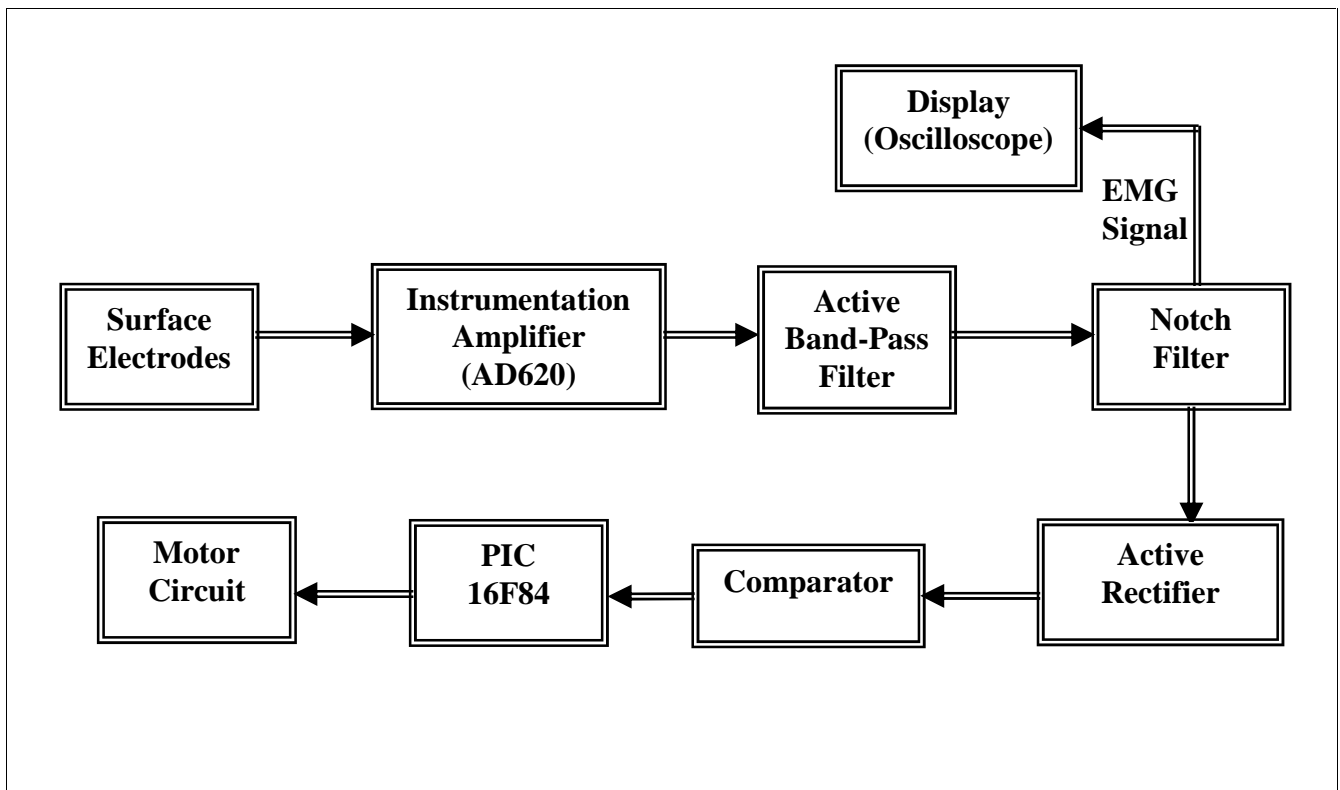 Display
(Oscilloscope)
EMG
Signal
Surface
Electrodes
Instrumentation
Amplifier
(AD620)
Active
Band-Pass
Filter
Notch
Filter
Motor
Circuit
PIC
16F84
Comparator
Active
Rectifier